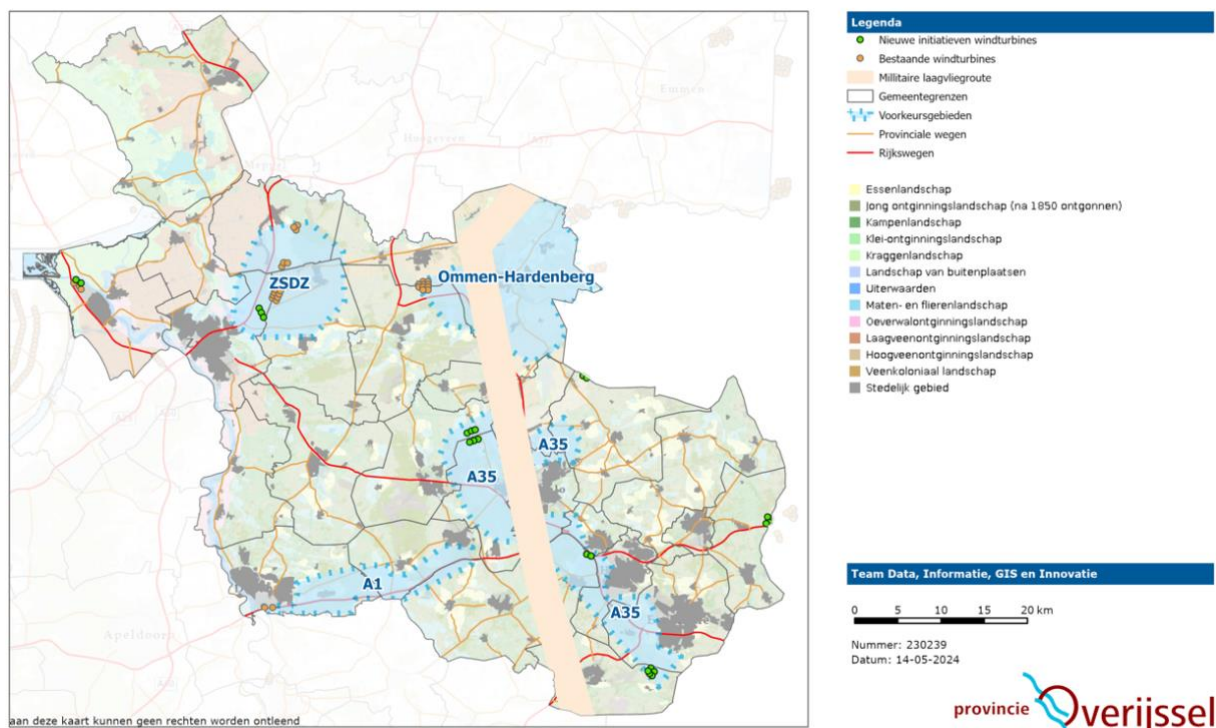 Emmen
Hoogeveen
ZSDZ
Ommen-Hardenberg
A35
A35
A1
A35
Apeldoorn
aan deze kaart kunnen geen rechten worden ontleend
Legenda
Nieuwe initiatieven windturbines
Bestaande windturbines
Millitaire laagvliegroute
Gemeentegrenzen
Voorkeursgebieden
Provinciale wegen
Rijkswegen
Essenlandschap
Jong ontginningslandschap (na 1850 ontgonnen)
Kampenlandschap
Klei-ontginningslandschap
Kraggenlandschap
Landschap van buitenplaatsen
Uiterwaarden
Maten- en flierenlandschap
Oeverwalontginningslandschap
Laagveenontginningslandschap
Hoogveenontginningslandschap
Veenkoloniaal landschap
Stedelijk gebied
Team Data, Informatie, GIS en Innovatie
0 5 10 15 20 km
Nummer: 230239
Datum: 14-05-2024
provincie Overijssel